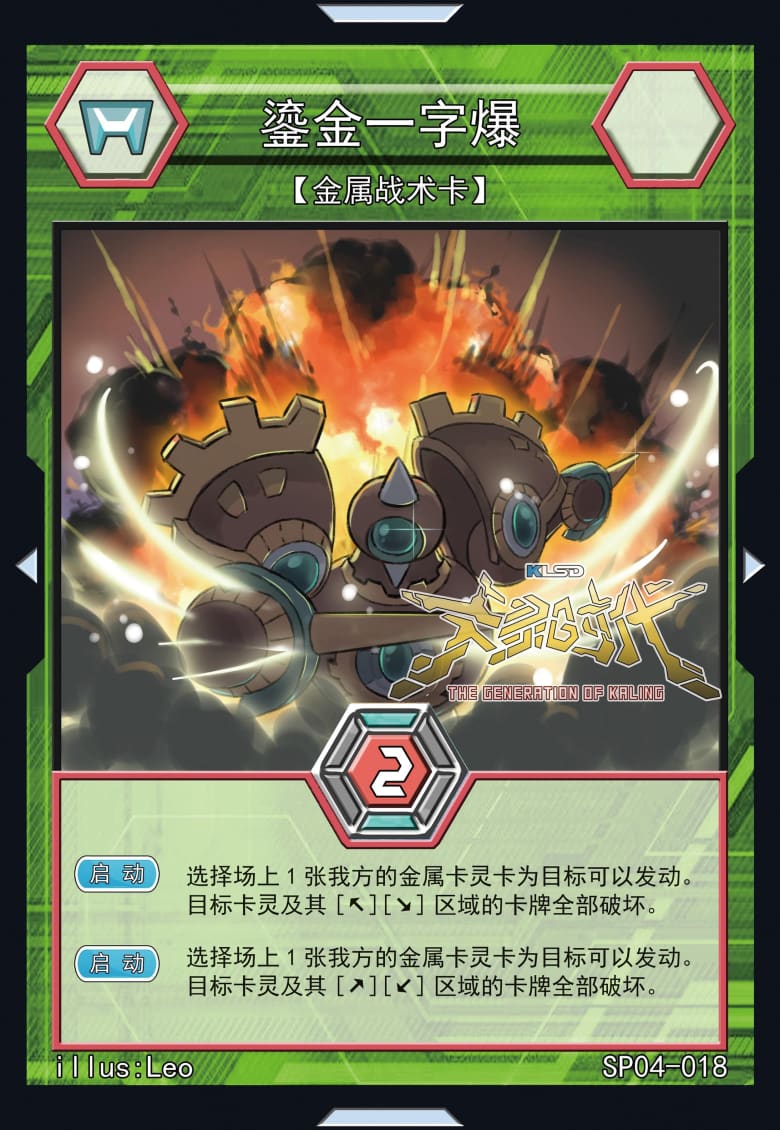 鎏金一字爆
【金属战术卡】
KLSD
卡灵时代
THE GENERATION OF KALING
2
启动
选择场上1张我方的金属卡灵卡为目标可以发动。
目标卡灵及其[↖][↘]区域的卡牌全部破坏。
启动
选择场上1张我方的金属卡灵卡为目标可以发动。
目标卡灵及其[↗][↙]区域的卡牌全部破坏。
illus:Leo
SP04-018